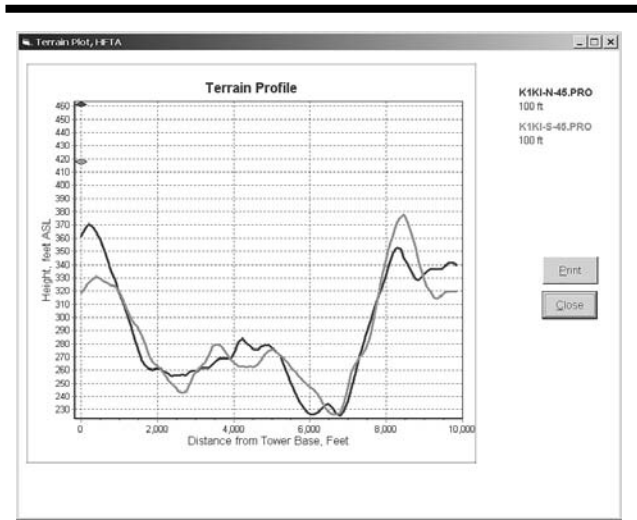 Terrain Plot, HFTA
Terrain Profile
K1KI-N-45.PRO
100 ft
K1KI-S-45.PRO
100 ft
460
450
440
430
420
410
400
390
380
370
360
350
340
330
320
310
300
290
280
270
260
250
240
230
Height, feet ASL
0 2,000 4,000 6,000 8,000 10,000
Distance from Tower Base, Feet
Print
Close